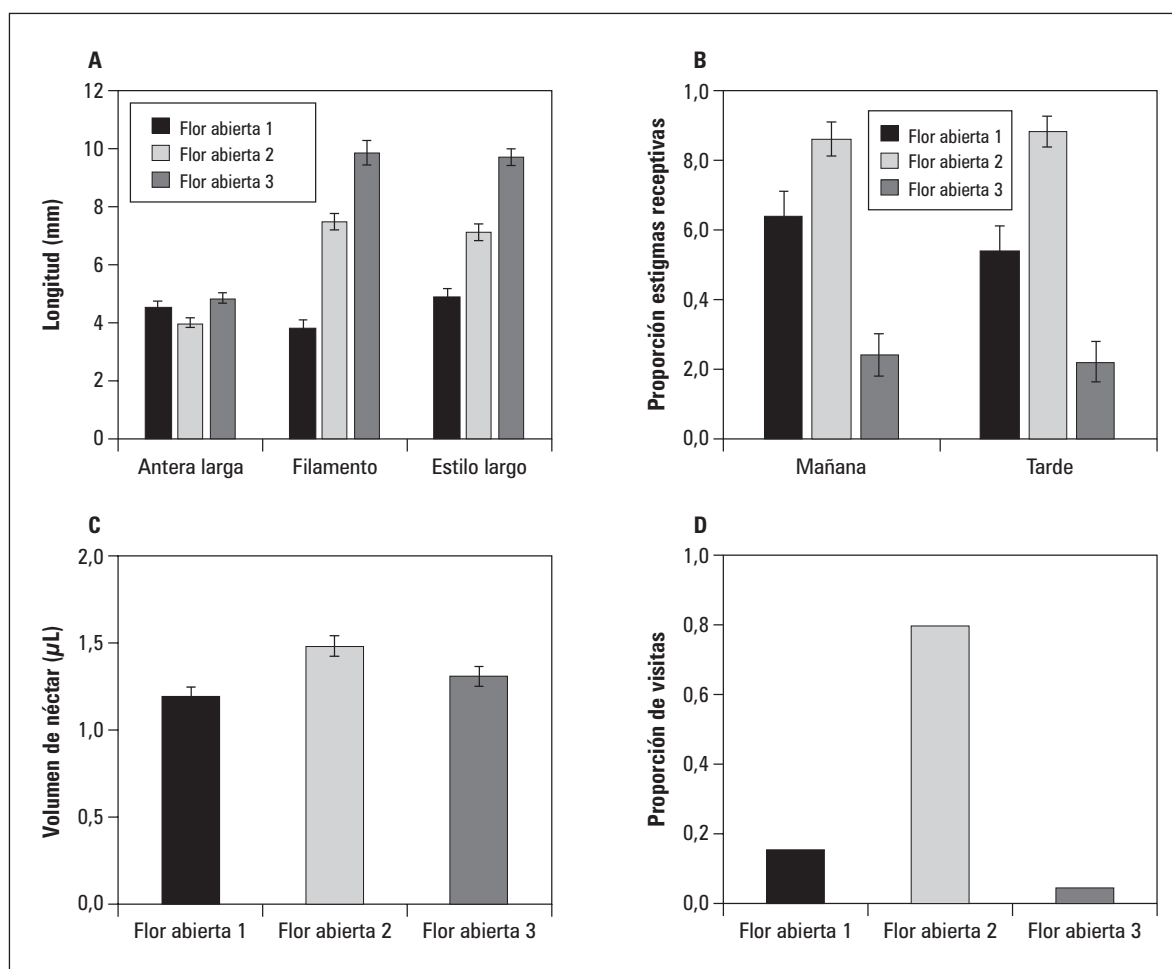 A
Longitud (mm)
12
10
8
6
4
2
0
Flor abierta 1
Flor abierta 2
Flor abierta 3
Antera larga
Filamento
Estilo largo
B
Proporción estigmas receptivas
1,0
8,0
6,0
0,4
2,0
0,0
Flor abierta 1
Flor abierta 2
Flor abierta 3
Mañana
Tarde
C
Volumen de néctar (µL)
2,0
1,5
1,0
0,5
0,0
Flor abierta 1
Flor abierta 2
Flor abierta 3
D
Proporción de visitas
1,0
0,8
0,6
0,4
0,2
0,0
Flor abierta 1
Flor abierta 2
Flor abierta 3